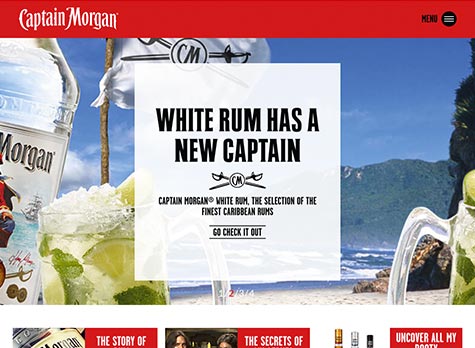 Captain Morgan
MENU
CM
WHITE RUM HAS A
NEW CAPTAIN
CM
CAPTAIN MORGAN® WHITE RUM, THE SELECTION OF THE
FINEST CARIBBEAN RUMS
GO CHECK IT OUT
Morgan
1/2/3/4
THE STORY OF
THE SECRETS OF
UNCOVER ALL MY
BOOTY